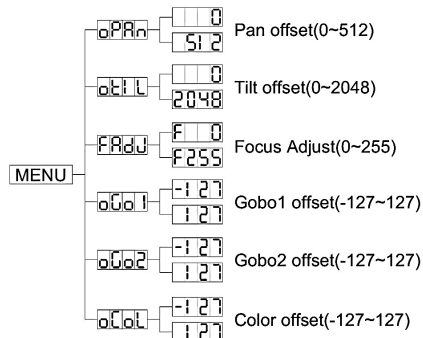 MENU
oPAn
0
512
Pan offset(0~512)
otIL
0
2048
Tilt offset(0~2048)
FAdJ
F 0
F255
Focus Adjust(0~255)
oGo1
-127
127
Gobo1 offset(-127~127)
oGo2
-127
127
Gobo2 offset(-127~127)
oCoL
-127
127
Color offset(-127~127)